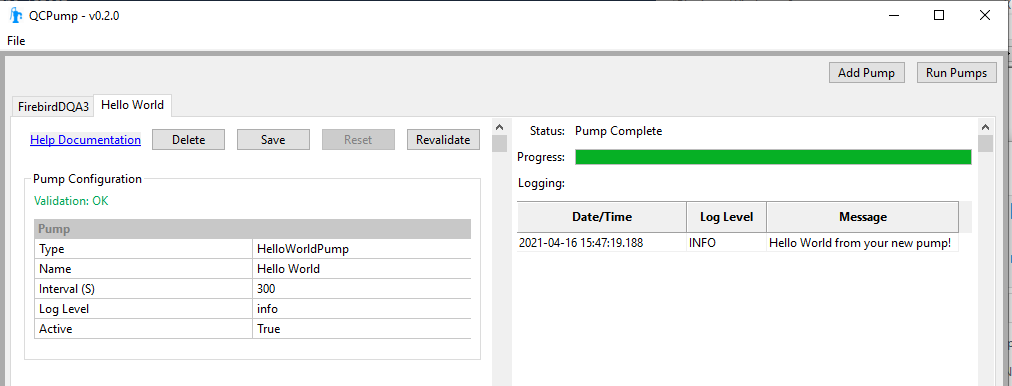 QCPump - v0.2.0
File
Add Pump Run Pumps
FirebirdDQA3 Hello World
Help Documentation Delete Save Reset Revalidate
Pump Configuration
Validation: OK
Pump
Type HelloWorldPump
Name Hello World
Interval (S) 300
Log Level info
Active True
Status: Pump Complete
Progress:
Logging:
Date/Time Log Level Message
2021-04-16 15:47:19.188 INFO Hello World from your new pump!